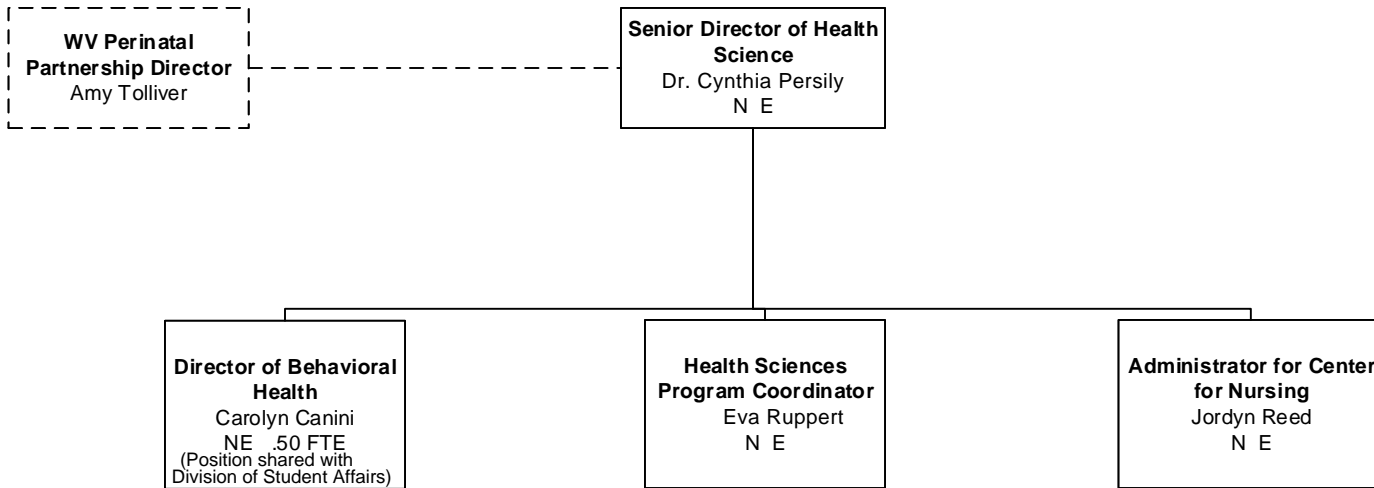 WV Perinatal
Partnership Director
Amy Tolliver
Senior Director of Health
Science
Dr. Cynthia Persily
N E
Director of Behavioral
Health
Carolyn Canini
NE .50 FTE
(Position shared with
Division of Student Affairs)
Health Sciences
Program Coordinator
Eva Ruppert
N E
Administrator for Center
for Nursing
Jordyn Reed
N E